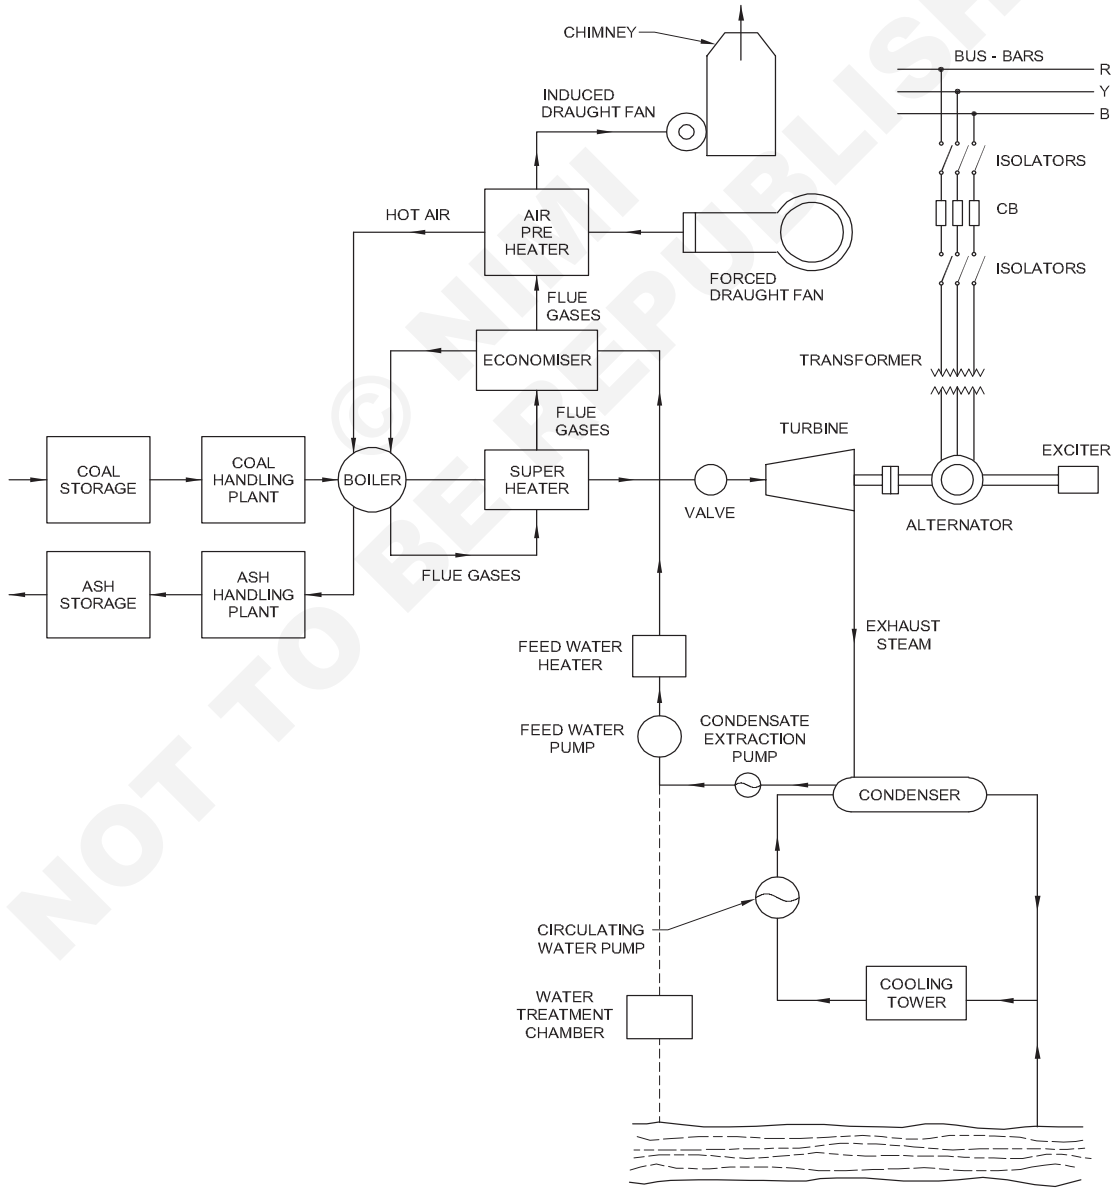 CHIMNEY
BUS - BARS
R
Y
B
INDUCED
DRAUGHT FAN
ISOLATORS
CB
ISOLATORS
HOT AIR
AIR
PRE
HEATER
FORCED
DRAUGHT FAN
FLUE
GASES
ECONOMISER
TRANSFORMER
FLUE
GASES
TURBINE
EXCITER
COAL
STORAGE
COAL
HANDLING
PLANT
BOILER
SUPER
HEATER
VALVE
ALTERNATOR
FLUE GASES
ASH
STORAGE
ASH
HANDLING
PLANT
EXHAUST
STEAM
FEED WATER
HEATER
FEED WATER
PUMP
CONDENSATE
EXTRACTION
PUMP
CONDENSER
CIRCULATING
WATER PUMP
COOLING
TOWER
WATER
TREATMENT
CHAMBER
© NIMI
NOT TO BE REPUBLISH